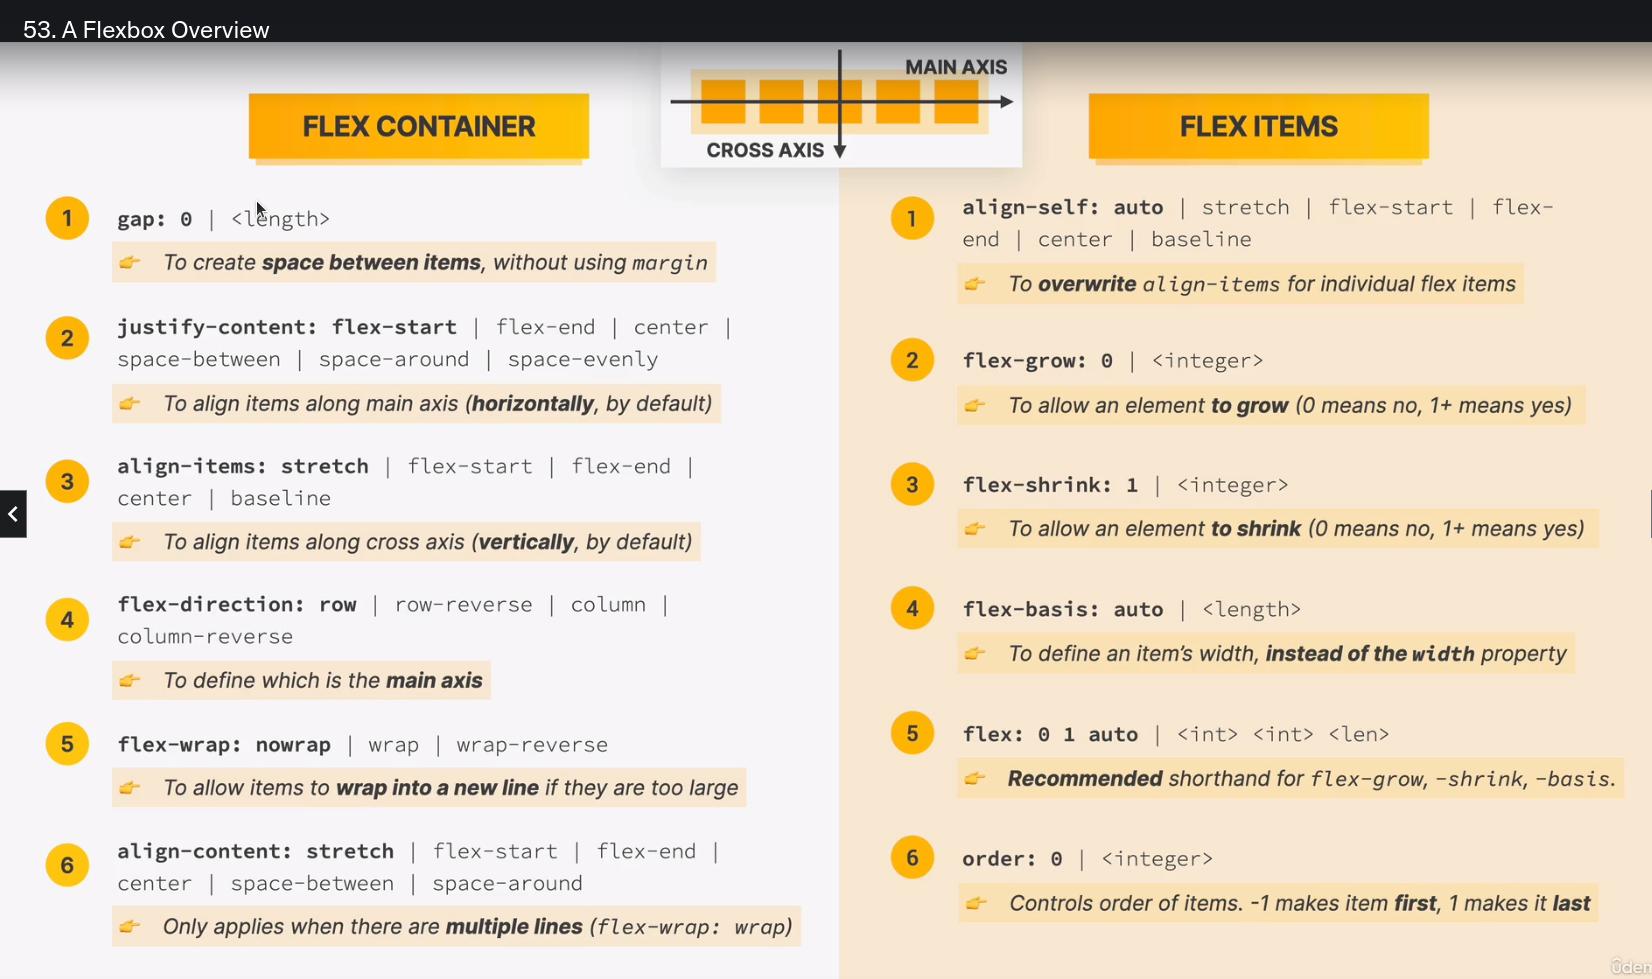 53. A Flexbox Overview
MAIN AXIS
CROSS AXIS
FLEX CONTAINER
1
gap: 0 | <length>
👉 To create space between items, without using margin
2
justify-content: flex-start | flex-end | center |
space-between | space-around | space-evenly
👉 To align items along main axis (horizontally, by default)
3
align-items: stretch | flex-start | flex-end |
center | baseline
👉 To align items along cross axis (vertically, by default)
4
flex-direction: row | row-reverse | column |
column-reverse
👉 To define which is the main axis
5
flex-wrap: nowrap | wrap | wrap-reverse
👉 To allow items to wrap into a new line if they are too large
6
align-content: stretch | flex-start | flex-end |
center | space-between | space-around
👉 Only applies when there are multiple lines (flex-wrap: wrap)
FLEX ITEMS
1
align-self: auto | stretch | flex-start | flex-
end | center | baseline
👉 To overwrite align-items for individual flex items
2
flex-grow: 0 | <integer>
👉 To allow an element to grow (0 means no, 1+ means yes)
3
flex-shrink: 1 | <integer>
👉 To allow an element to shrink (0 means no, 1+ means yes)
4
flex-basis: auto | <length>
👉 To define an item’s width, instead of the width property
5
flex: 0 1 auto | <int> <int> <len>
👉 Recommended shorthand for flex-grow, -shrink, -basis.
6
order: 0 | <integer>
👉 Controls order of items. -1 makes item first, 1 makes it last